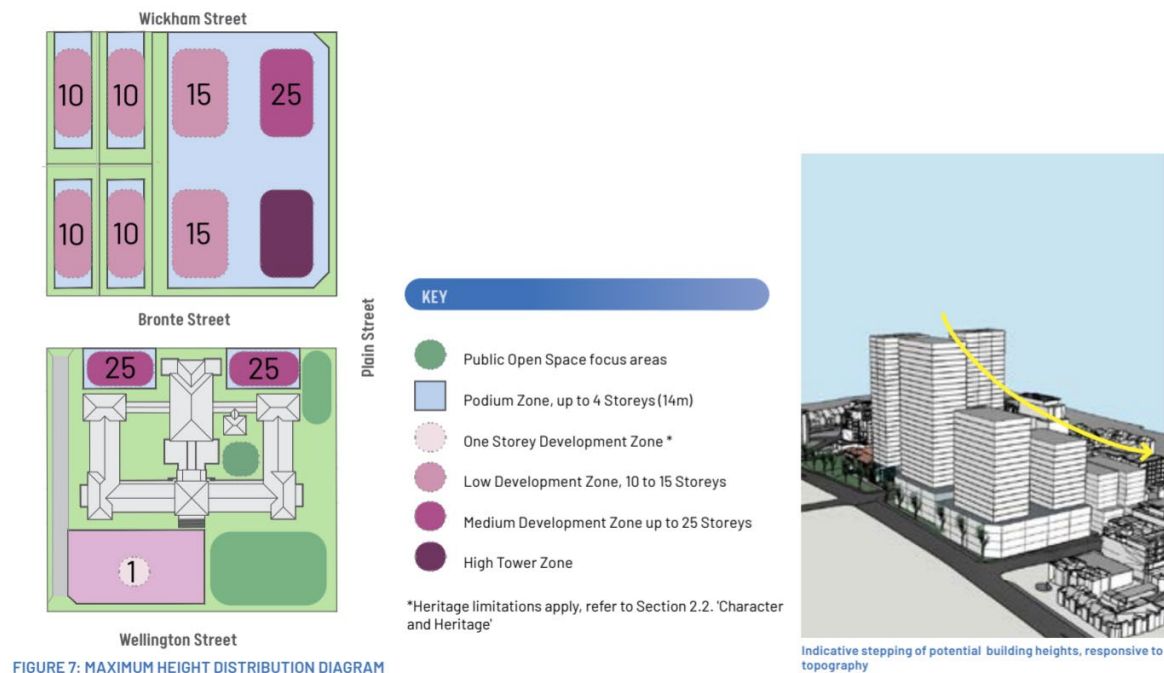 Wickham Street
10
10
15
25
10
10
15
Bronte Street
Plain Street
25
25
1
Wellington Street
FIGURE 7: MAXIMUM HEIGHT DISTRIBUTION DIAGRAM
KEY
Public Open Space focus areas
Podium Zone, up to 4 Storeys (14m)
One Storey Development Zone *
Low Development Zone, 10 to 15 Storeys
Medium Development Zone up to 25 Storeys
High Tower Zone
*Heritage limitations apply, refer to Section 2.2. 'Character
and Heritage'
Indicative stepping of potential building heights, responsive to
topography